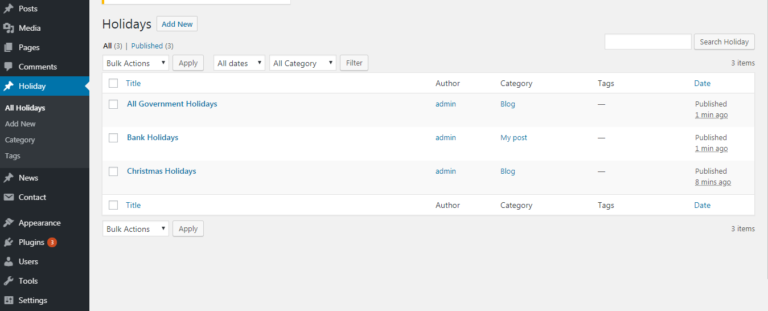 Posts
Media
Pages
Comments
Holiday
All Holidays
Add New
Category
Tags
News
Contact
Appearance
Plugins 3
Users
Tools
Settings
Holidays Add New
All (3) | Published (3)
Search Holiday
Bulk Actions Apply All dates All Category Filter 3 items
Title Author Category Tags Date
All Government Holidays admin Blog — Published
1 min ago
Bank Holidays admin My post — Published
1 min ago
Christmas Holidays admin Blog — Published
8 mins ago
Title Author Category Tags Date
Bulk Actions Apply 3 items